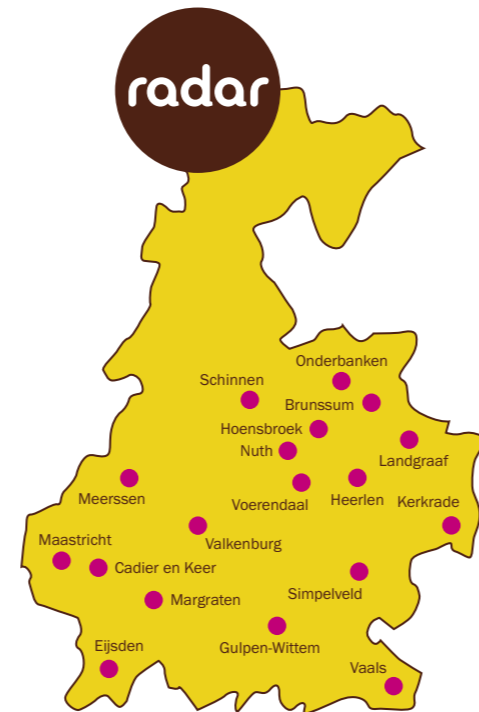 radar
Onderbanken
Schinnen
Brunssum
Hoensbroek
Nuth
Landgraaf
Meerssen
Voerendaal
Heerlen
Kerkrade
Maastricht
Valkenburg
Cadier en Keer
Simpelveld
Margraten
Eijsden
Gulpen-Wittem
Vaals